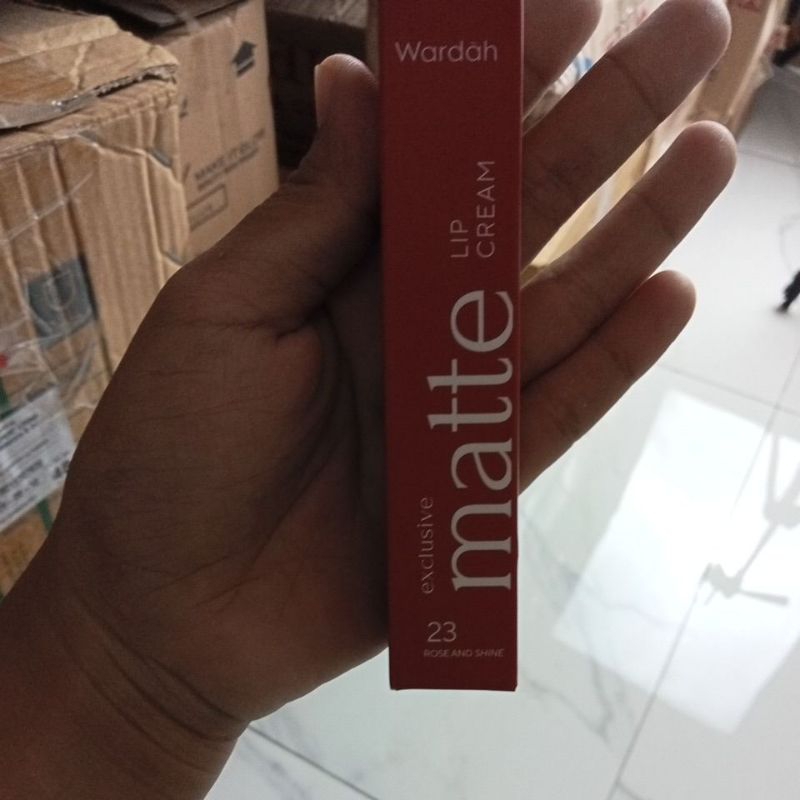 Wardah
exclusive
matte
LIP
CREAM
23
ROSE AND SHINE